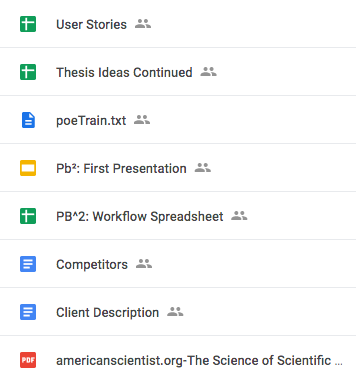 User Stories
Thesis Ideas Continued
poeTrain.txt
Pb²: First Presentation
PB^2: Workflow Spreadsheet
Competitors
Client Description
PDF americanscientist.org-The Science of Scientific ...